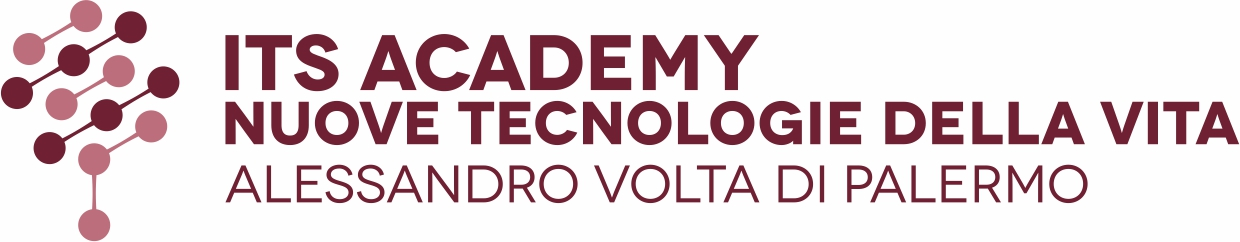 ITS ACADEMY
NUOVE TECNOLOGIE DELLA VITA
ALESSANDRO VOLTA DI PALERMO